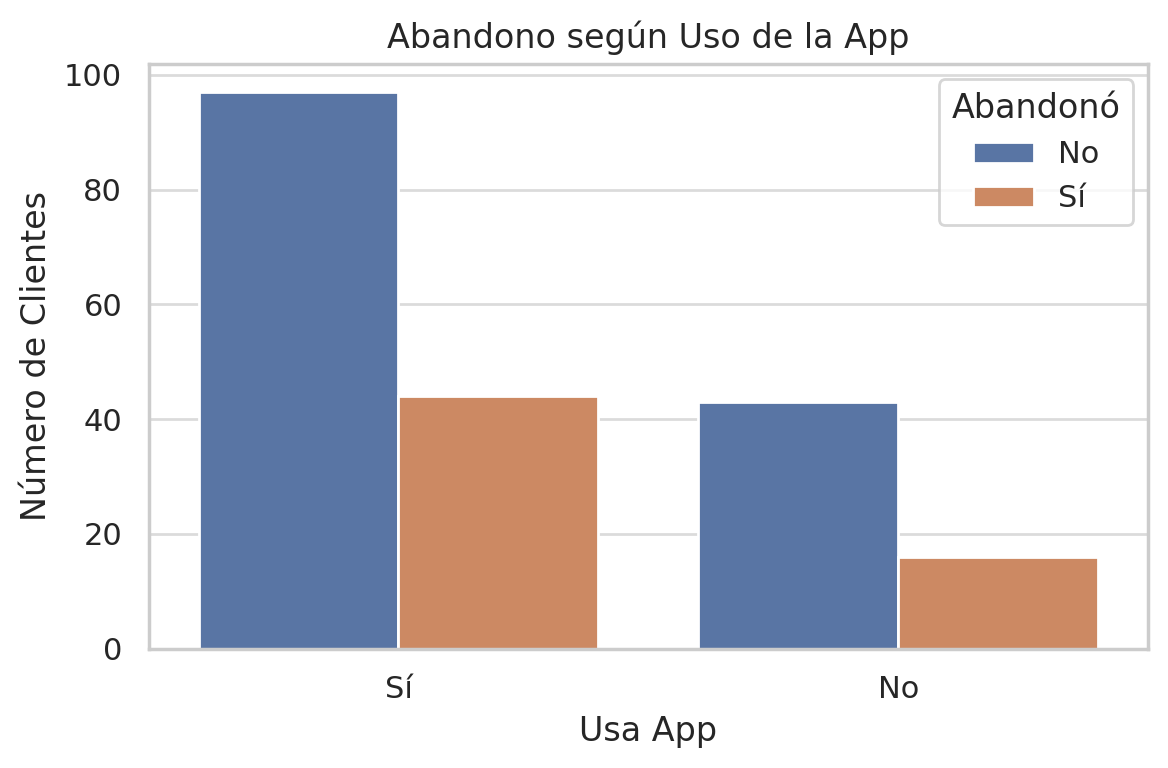 Abandono según Uso de la App
Número de Clientes
100
80
60
40
20
0
Abandonó
No
Sí
Sí
No
Usa App